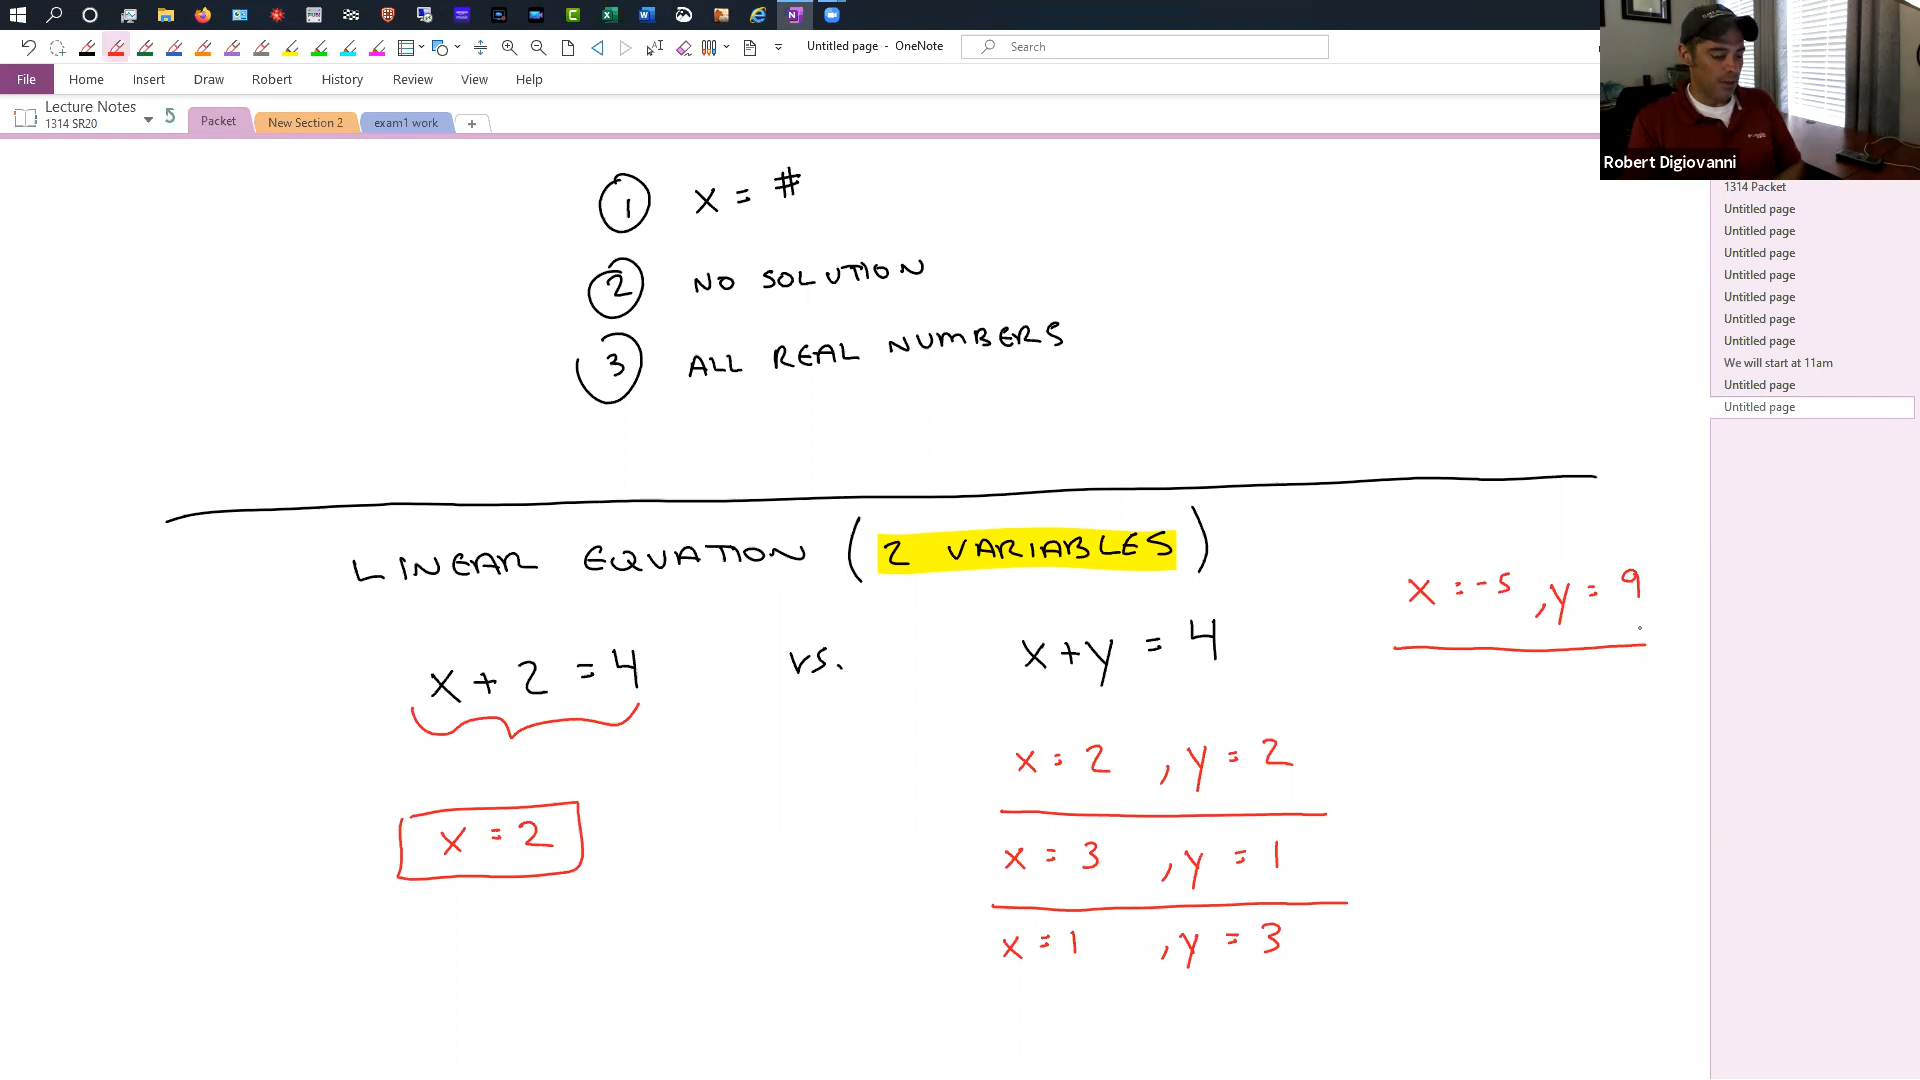 Untitled page - OneNote
Search
File
Home
Insert
Draw
Robert
History
Review
View
Help
Lecture Notes
1314 SR20
Packet
New Section 2
exam1 work
+
Robert Digiovanni
1314 Packet
Untitled page
Untitled page
Untitled page
Untitled page
Untitled page
Untitled page
Untitled page
We will start at 11am
Untitled page
Untitled page
1 x = #
2 NO SOLUTION
3 ALL REAL NUMBERS
LINEAR EQUATION (2 VARIABLES)
x = -5, y = 9
x + 2 = 4 vs. x + y = 4
x = 2, y = 2
x = 2
x = 3, y = 1
x = 1, y = 3